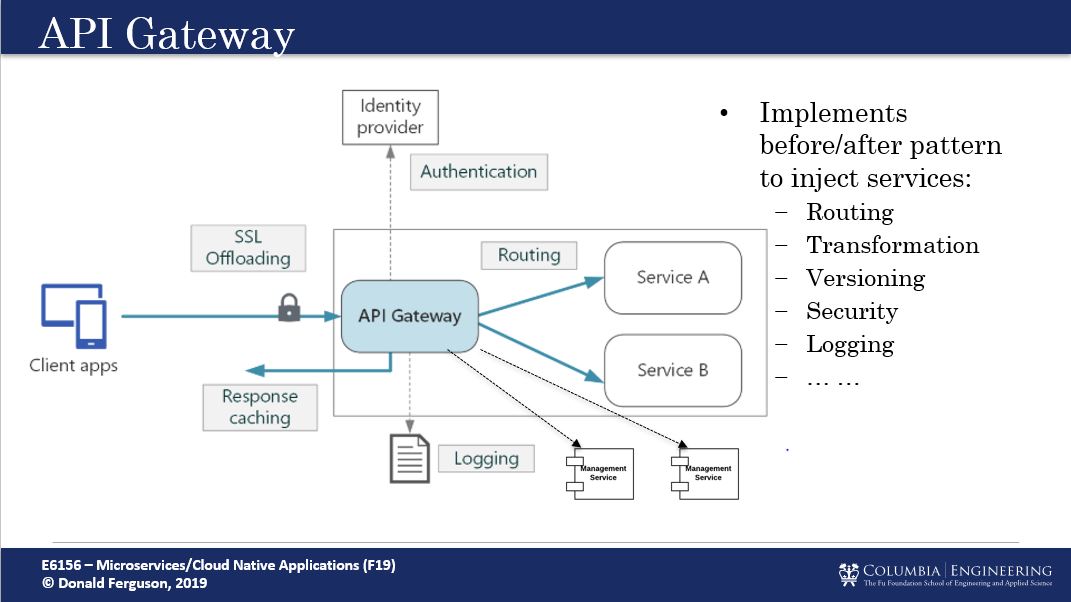 API Gateway
Identity
provider
Authentication
SSL
Offloading
Routing
Service A
API Gateway
Client apps
Service B
Response
caching
Logging
Management
Service
Management
Service
• Implements
before/after pattern
to inject services:
– Routing
– Transformation
– Versioning
– Security
– Logging
– … …
E6156 – Microservices/Cloud Native Applications (F19)
© Donald Ferguson, 2019
COLUMBIA | ENGINEERING
The Fu Foundation School of Engineering and Applied Science